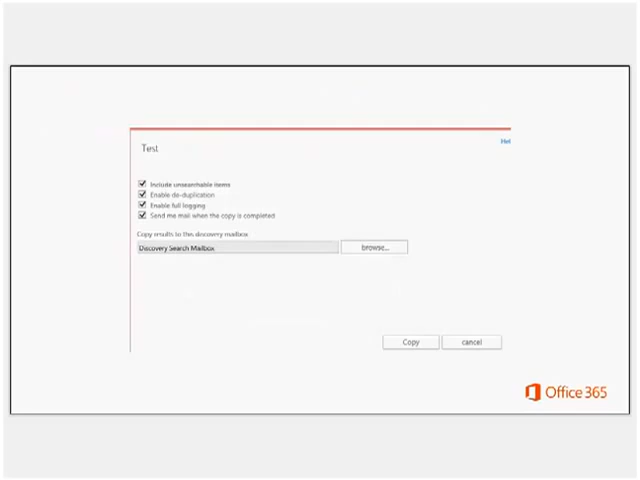 Test
Hel
Include unsearchable items
Enable de-duplication
Enable full logging
Send me mail when the copy is completed
Copy results to this discovery mailbox
Discovery Search Mailbox
browse...
Copy
cancel
Office 365